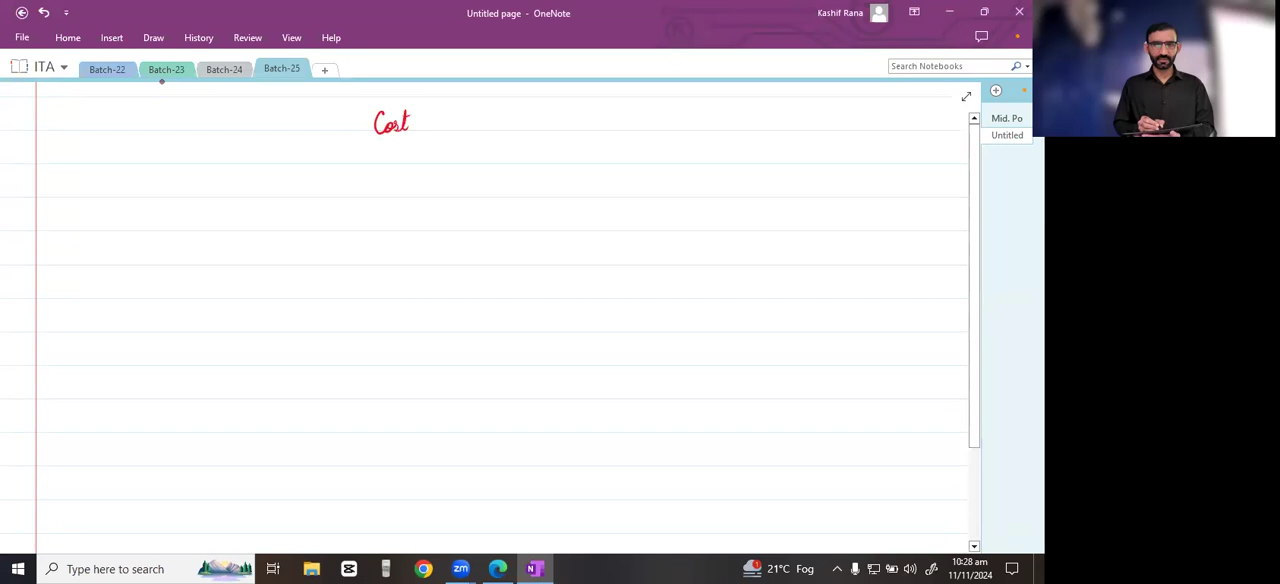 Untitled page - OneNote
Kashif Rana
File Home Insert Draw History Review View Help
ITA Batch-22 Batch-23 Batch-24 Batch-25
Search Notebooks
Mid. Po
Untitled
Cost
Type here to search
zm
N
1
21°C Fog
10:28 am
11/11/2024